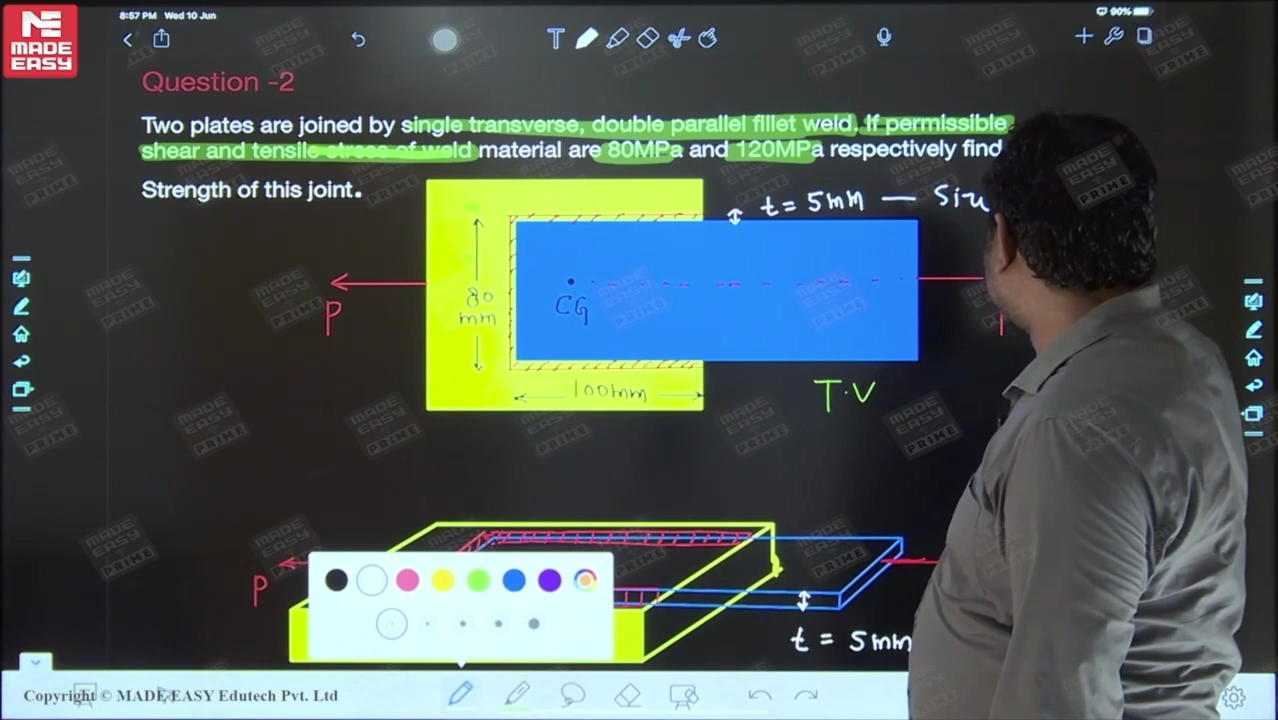 8:57 PM Wed 10 Jun
90%
ME
MADE
EASY
T
Question -2
Two plates are joined by single transverse, double parallel fillet weld. If permissible
shear and tensile stress of weld material are 80MPa and 120MPa respectively find
Strength of this joint.
t = 5mm — Siz
P
80
mm
CG
100mm
T.V
P
t = 5mm
Copyright © MADE EASY Edutech Pvt. Ltd